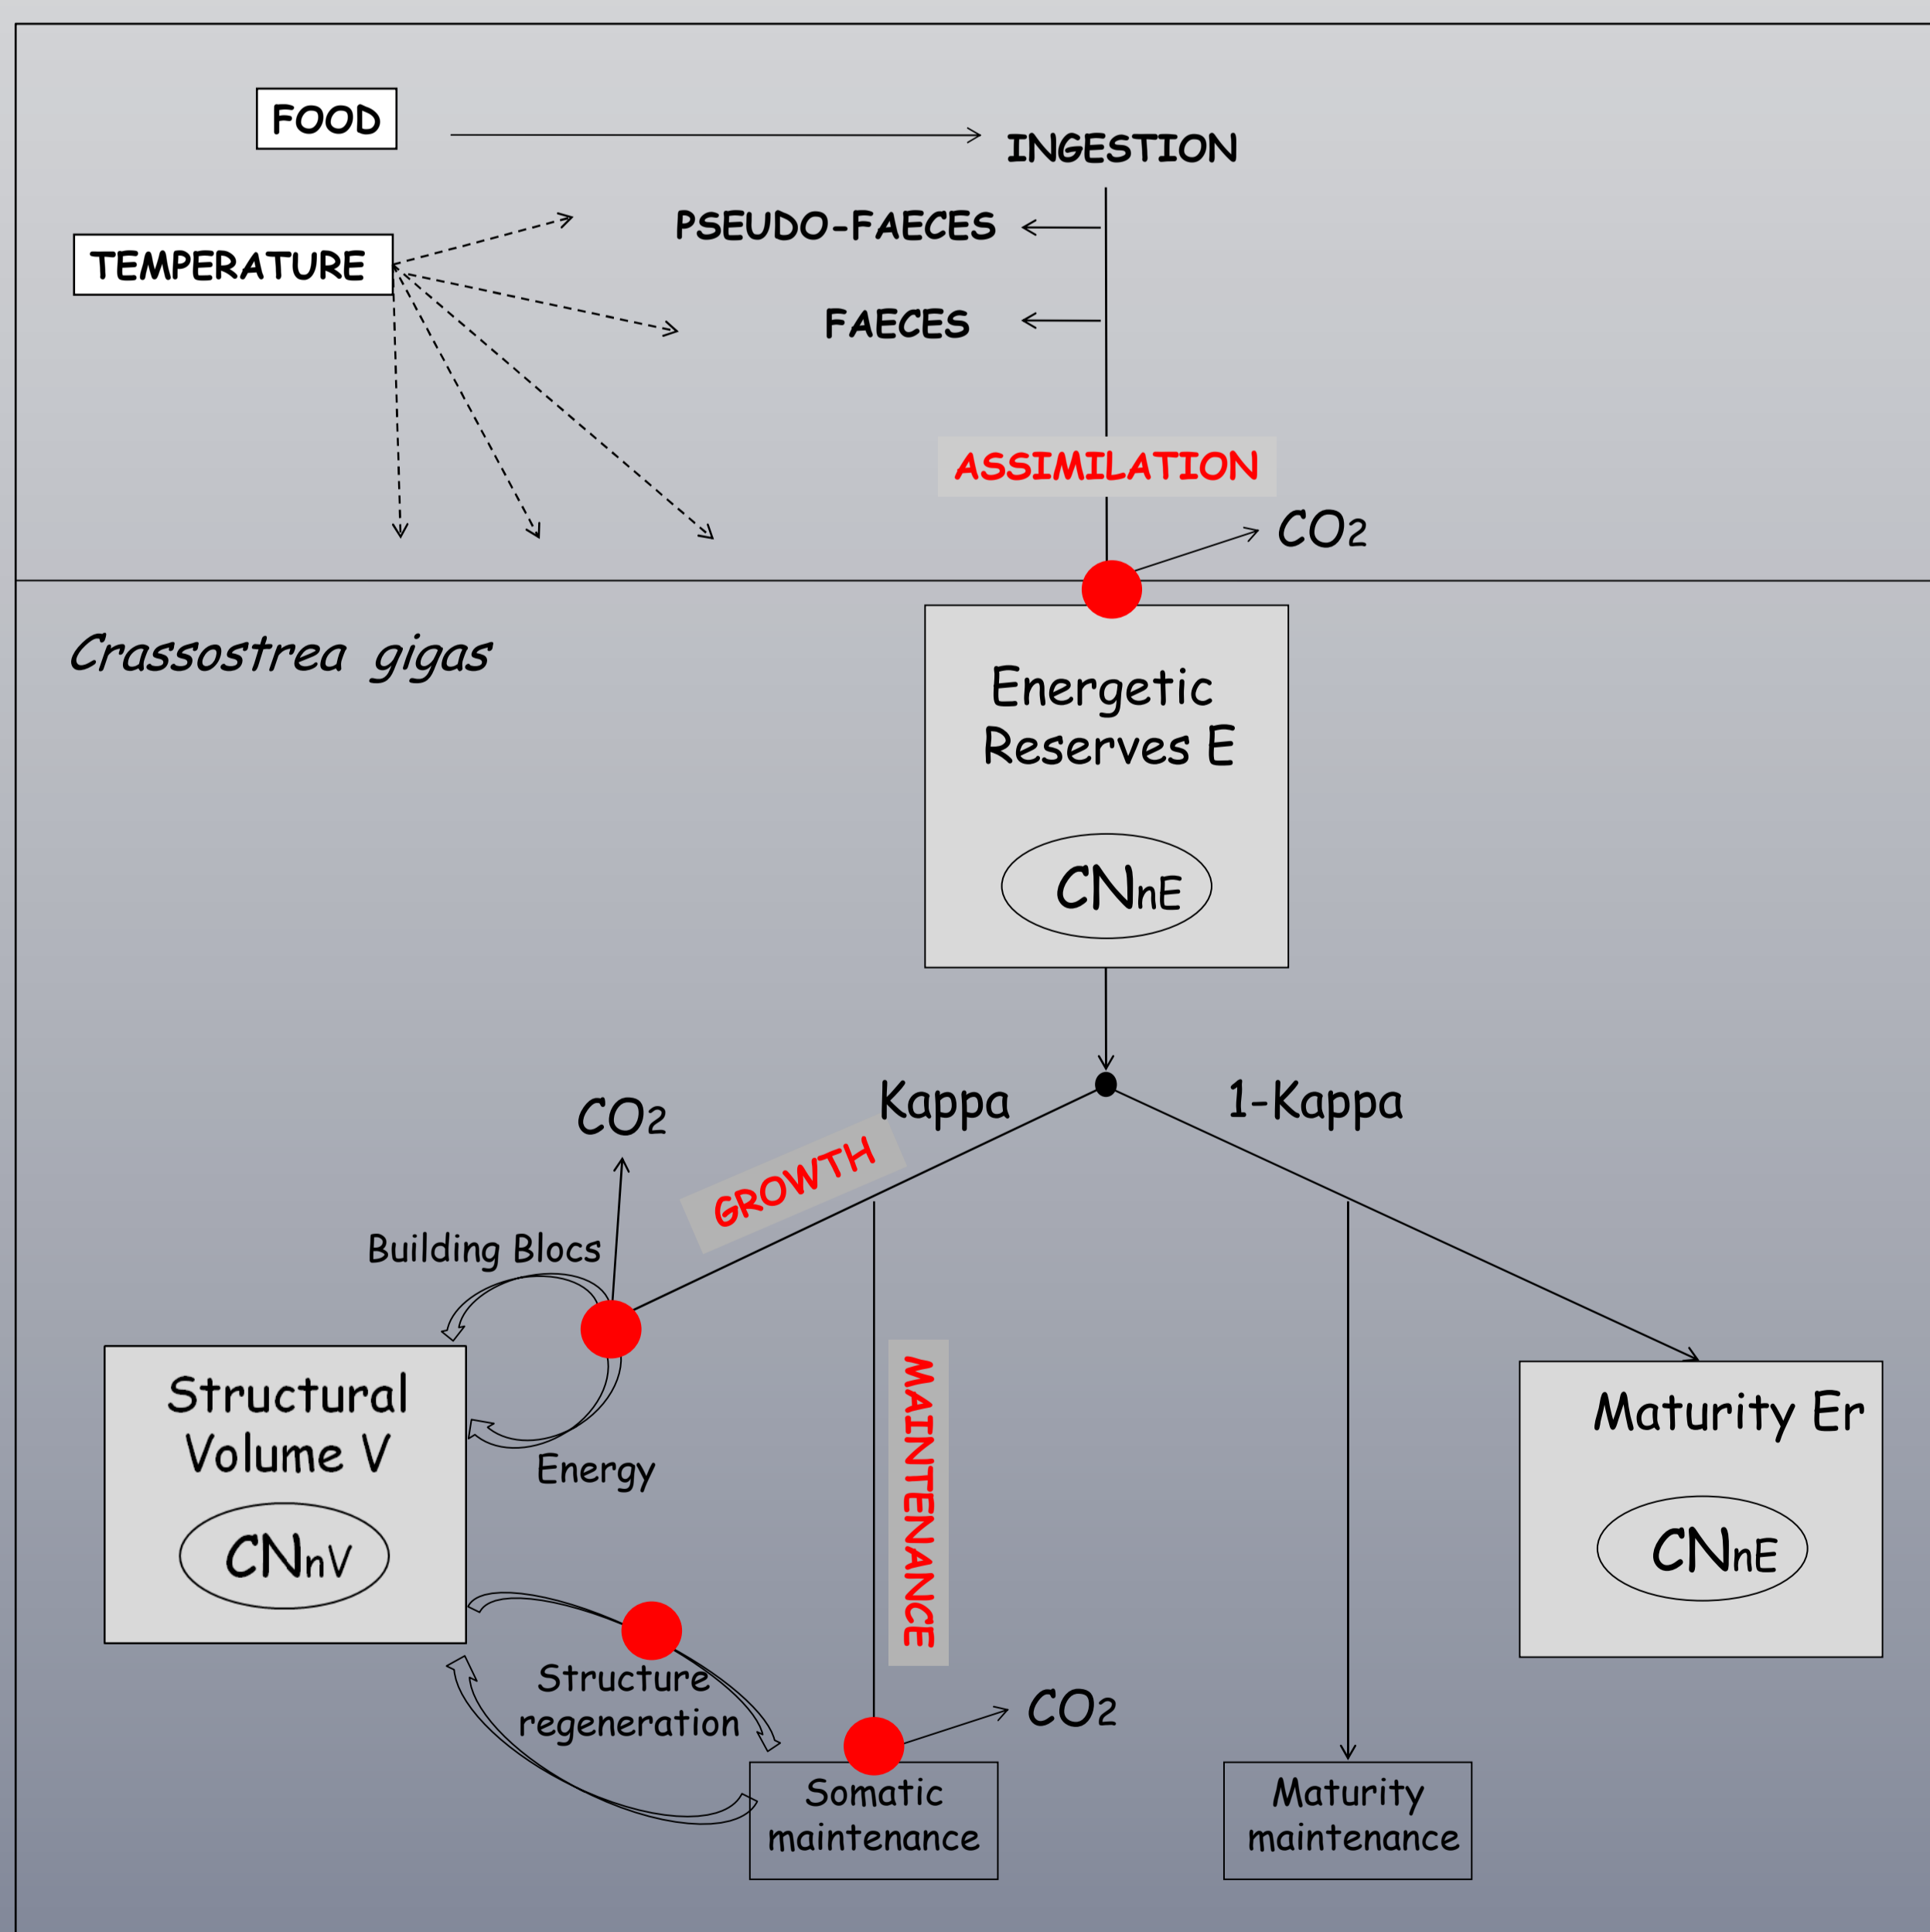 FOOD
INGESTION
PSEUDO-FAECES
TEMPERATURE
FAECES
ASSIMILATION
CO2
Crassostrea gigas
Energetic
Reserves E
CNnE
Kappa
1-Kappa
CO2
GROWTH
Building Blocs
Structural
Volume V
CNnV
Energy
MAINTENANCE
Maturity Er
CNnE
Structure
regeneration
CO2
Somatic
maintenance
Maturity
maintenance